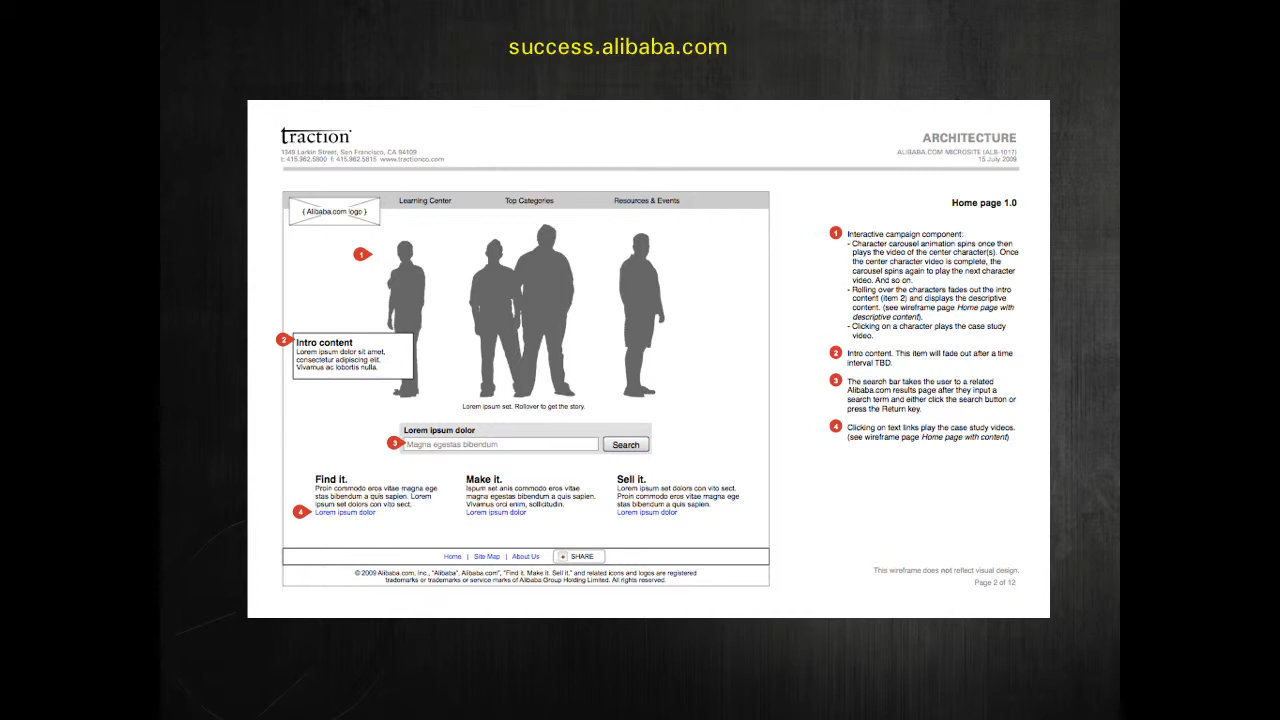 success.alibaba.com
traction
1349 Larkin Street, San Francisco, CA 94109
t: 415.962.5800 f: 415.962.5815 www.tractionco.com
ARCHITECTURE
ALIBABA.COM MICROSITE (ALB-1017)
15 July 2009
{ Alibaba.com logo }
Learning Center
Top Categories
Resources & Events
1
2
Intro content
Lorem ipsum dolor sit amet,
consectetur adipiscing elit.
Vivamus ac lobortis nulla.
Lorem ipsum set. Rollover to get the story.
Lorem ipsum dolor
3
Magna egestas bibendum
Search
Find it.
Proin commodo eros vitae magna ege
stas bibendum a quis sapien. Lorem
ipsum set dolors con vito sect.
4
Lorem ipsum dolor
Make it.
Ispum set anis commodo eros vitae
magna egestas bibendum a quis sapien.
Vivamus orci enim, sollicitudin.
Lorem ipsum dolor
Sell it.
Lorem ipsum set dolors con vito sect.
Proin commodo eros vitae magna ege
stas bibendum a quis sapien.
Lorem ipsum dolor
Home | Site Map | About Us
+ SHARE
© 2009 Alibaba.com, Inc., "Alibaba", Alibaba.com", "Find it. Make it. Sell it." and related icons and logos are registered
trademarks or trademarks or service marks of Alibaba Group Holding Limited. All rights reserved.
Home page 1.0
1
Interactive campaign component:
- Character carousel animation spins once then
plays the video of the center character(s). Once
the center character video is complete, the
carousel spins again to play the next character
video. And so on.
- Rolling over the characters fades out the intro
content (item 2) and displays the descriptive
content. (see wireframe page Home page with
descriptive content).
- Clicking on a character plays the case study
video.
2
Intro content. This item will fade out after a time
interval TBD.
3
The search bar takes the user to a related
Alibaba.com results page after they input a
search term and either click the search button or
press the Return key.
4
Clicking on text links play the case study videos.
(see wireframe page Home page with content)
This wireframe does not reflect visual design.
Page 2 of 12